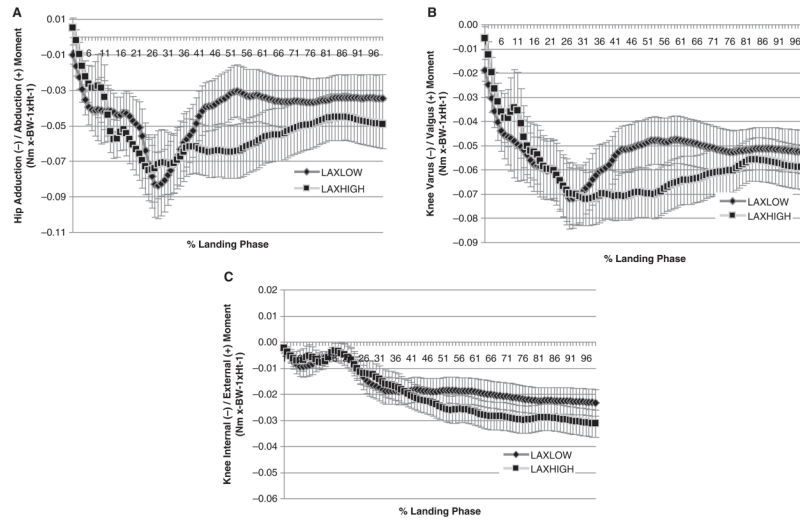 A
0.01
−0.01
−0.03
−0.05
−0.07
−0.09
−0.11
6 11 16 21 26 31 36 41 46 51 56 61 66 71 76 81 86 91 96
Hip Adduction (−) / Abduction (+) Moment
(Nm x-BW-1xHt-1)
LAXLOW
LAXHIGH
% Landing Phase
B
0.00
−0.01
−0.02
−0.03
−0.04
−0.05
−0.06
−0.07
−0.08
−0.09
6 11 16 21 26 31 36 41 46 51 56 61 66 71 76 81 86 91 96
Knee Varus (−) / Valgus (+) Moment
(Nm x-BW-1xHt-1)
LAXLOW
LAXHIGH
% Landing Phase
C
0.02
0.01
0.00
−0.01
−0.02
−0.03
−0.04
−0.05
−0.06
26 31 36 41 46 51 56 61 66 71 76 81 86 91 96
Knee Internal (−) / External (+) Moment
(Nm x-BW-1xHt-1)
LAXLOW
LAXHIGH
% Landing Phase